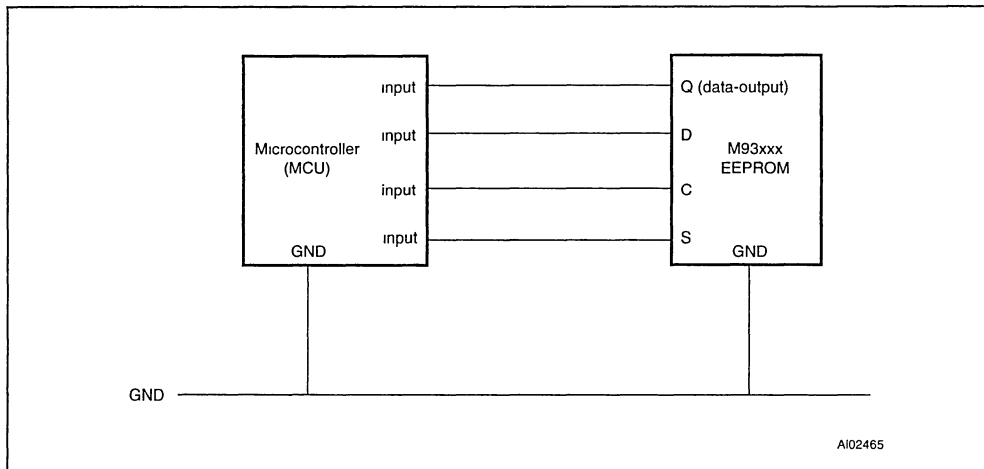 input
input
input
input
Microcontroller
(MCU)
GND
Q (data-output)
D
C
S
M93xxx
EEPROM
GND
GND
AI02465